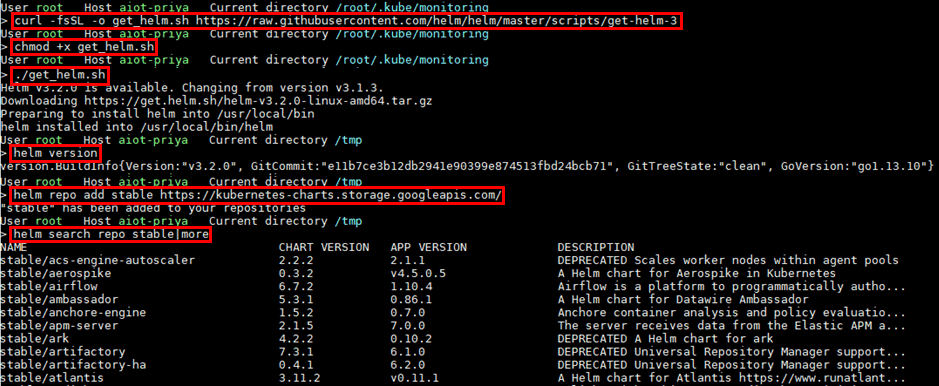 User root   Host aiot-priya   Current directory /root/.kube/monitoring
> curl -fsSL -o get_helm.sh https://raw.githubusercontent.com/helm/helm/master/scripts/get-helm-3
User root   Host aiot-priya   Current directory /root/.kube/monitoring
> chmod +x get_helm.sh
User root   Host aiot-priya   Current directory /root/.kube/monitoring
> ./get_helm.sh
Helm v3.2.0 is available. Changing from version v3.1.3.
Downloading https://get.helm.sh/helm-v3.2.0-linux-amd64.tar.gz
Preparing to install helm into /usr/local/bin
helm installed into /usr/local/bin/helm
User root   Host aiot-priya   Current directory /tmp
> helm version
version.BuildInfo{Version:"v3.2.0", GitCommit:"e11b7ce3b12db2941e90399e874513fbd24bcb71", GitTreeState:"clean", GoVersion:"go1.13.10"}
User root   Host aiot-priya   Current directory /tmp
> helm repo add stable https://kubernetes-charts.storage.googleapis.com/
"stable" has been added to your repositories
User root   Host aiot-priya   Current directory /tmp
> helm search repo stable|more
NAME CHART VERSION APP VERSION DESCRIPTION
stable/acs-engine-autoscaler 2.2.2 2.1.1 DEPRECATED Scales worker nodes within agent pools
stable/aerospike 0.3.2 v4.5.0.5 A Helm chart for Aerospike in Kubernetes
stable/airflow 6.7.2 1.10.4 Airflow is a platform to programmatically autho...
stable/ambassador 5.3.1 0.86.1 A Helm chart for Datawire Ambassador
stable/anchore-engine 1.5.2 0.7.0 Anchore container analysis and policy evaluatio...
stable/apm-server 2.1.5 7.0.0 The server receives data from the Elastic APM a...
stable/ark 4.2.2 0.10.2 DEPRECATED A Helm chart for ark
stable/artifactory 7.3.1 6.1.0 DEPRECATED Universal Repository Manager support...
stable/artifactory-ha 0.4.1 6.2.0 DEPRECATED Universal Repository Manager support...
stable/atlantis 3.11.2 v0.11.1 A Helm chart for Atlantis https://www.runatlant...